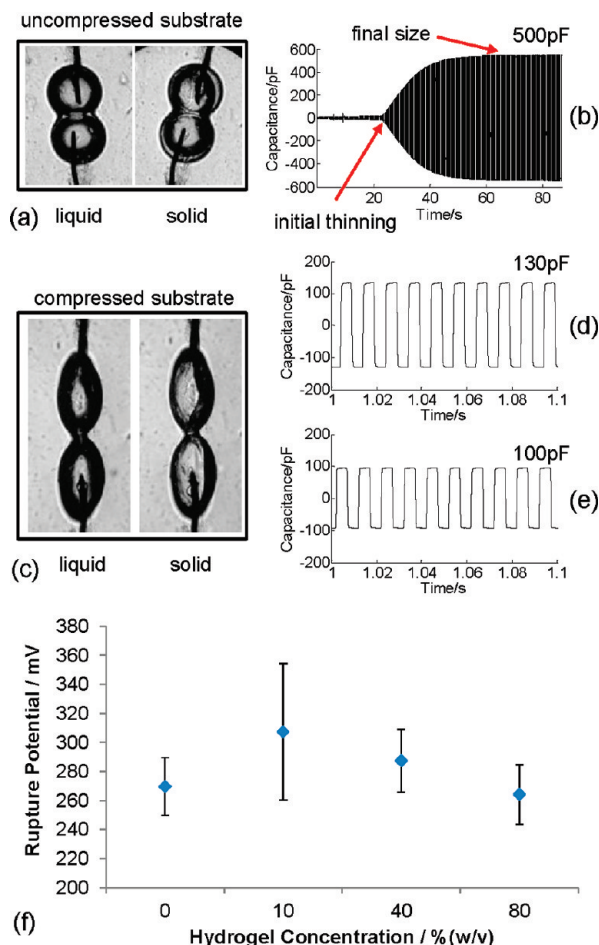 uncompressed substrate
liquid
solid
(a)
final size
500pF
Capacitance/pF
600
400
200
0
-200
-400
-600
0
20
40
60
80
Time/s
initial thinning
(b)
compressed substrate
liquid
solid
(c)
130pF
Capacitance/pF
200
100
0
-100
-200
1
1.02
1.04
1.06
1.08
1.1
Time/s
(d)
100pF
Capacitance/pF
200
100
0
-100
-200
1
1.02
1.04
1.06
1.08
1.1
Time/s
(e)
Rupture Potential / mV
380
360
340
320
300
280
260
240
220
200
0
10
40
80
Hydrogel Concentration / %(w/v)
(f)